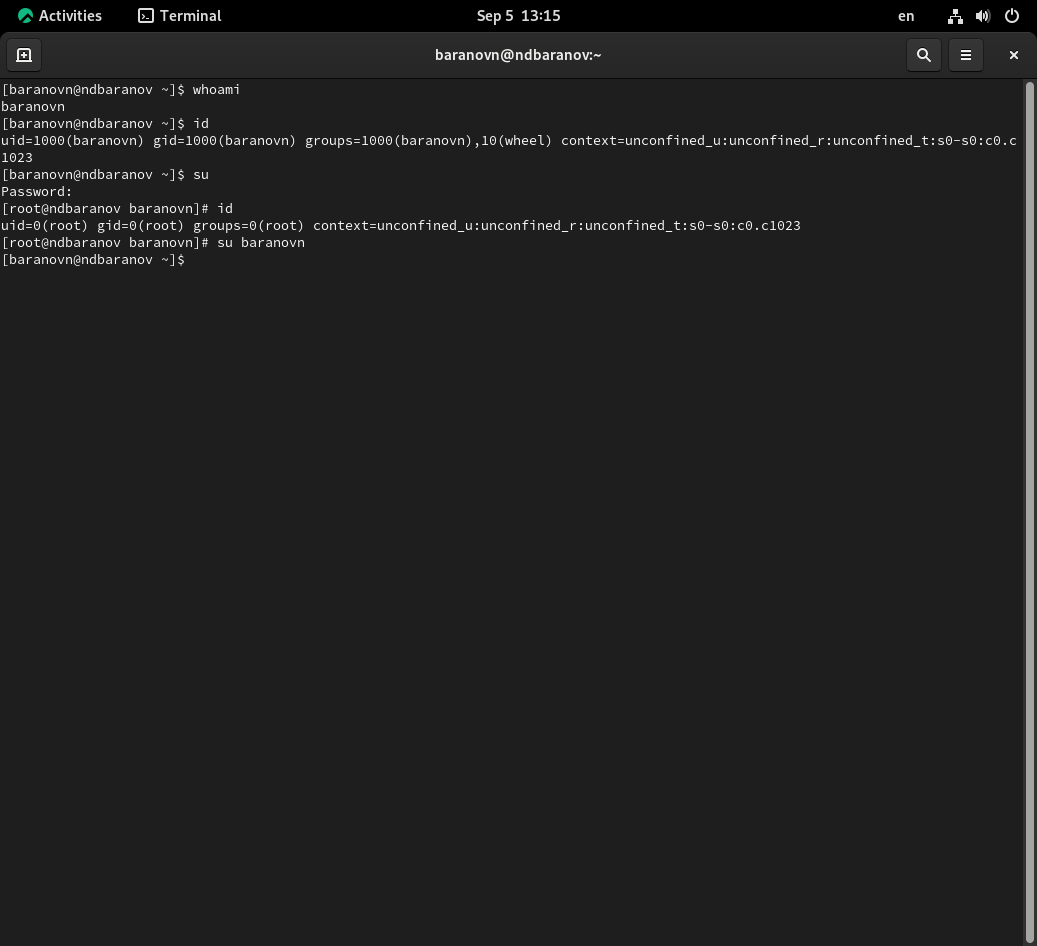 Activities Terminal Sep 5 13:15 en
baranovn@ndbaranov:~
[baranovn@ndbaranov ~]$ whoami
baranovn
[baranovn@ndbaranov ~]$ id
uid=1000(baranovn) gid=1000(baranovn) groups=1000(baranovn),10(wheel) context=unconfined_u:unconfined_r:unconfined_t:s0-s0:c0.c
1023
[baranovn@ndbaranov ~]$ su
Password:
[root@ndbaranov baranovn]# id
uid=0(root) gid=0(root) groups=0(root) context=unconfined_u:unconfined_r:unconfined_t:s0-s0:c0.c1023
[root@ndbaranov baranovn]# su baranovn
[baranovn@ndbaranov ~]$